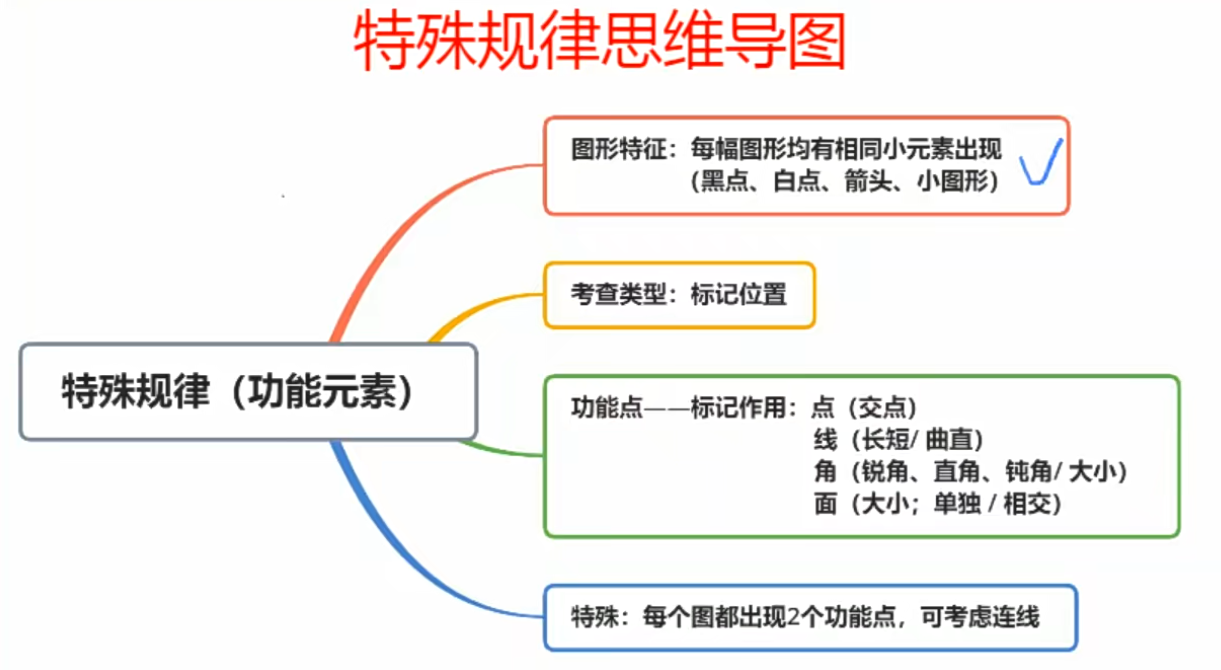 特殊规律思维导图
图形特征：每幅图形均有相同小元素出现
（黑点、白点、箭头、小图形）
考查类型：标记位置
特殊规律（功能元素）
功能点——标记作用：点（交点）
线（长短/ 曲直）
角（锐角、直角、钝角/ 大小）
面（大小；单独 / 相交）
特殊：每个图都出现2个功能点，可考虑连线